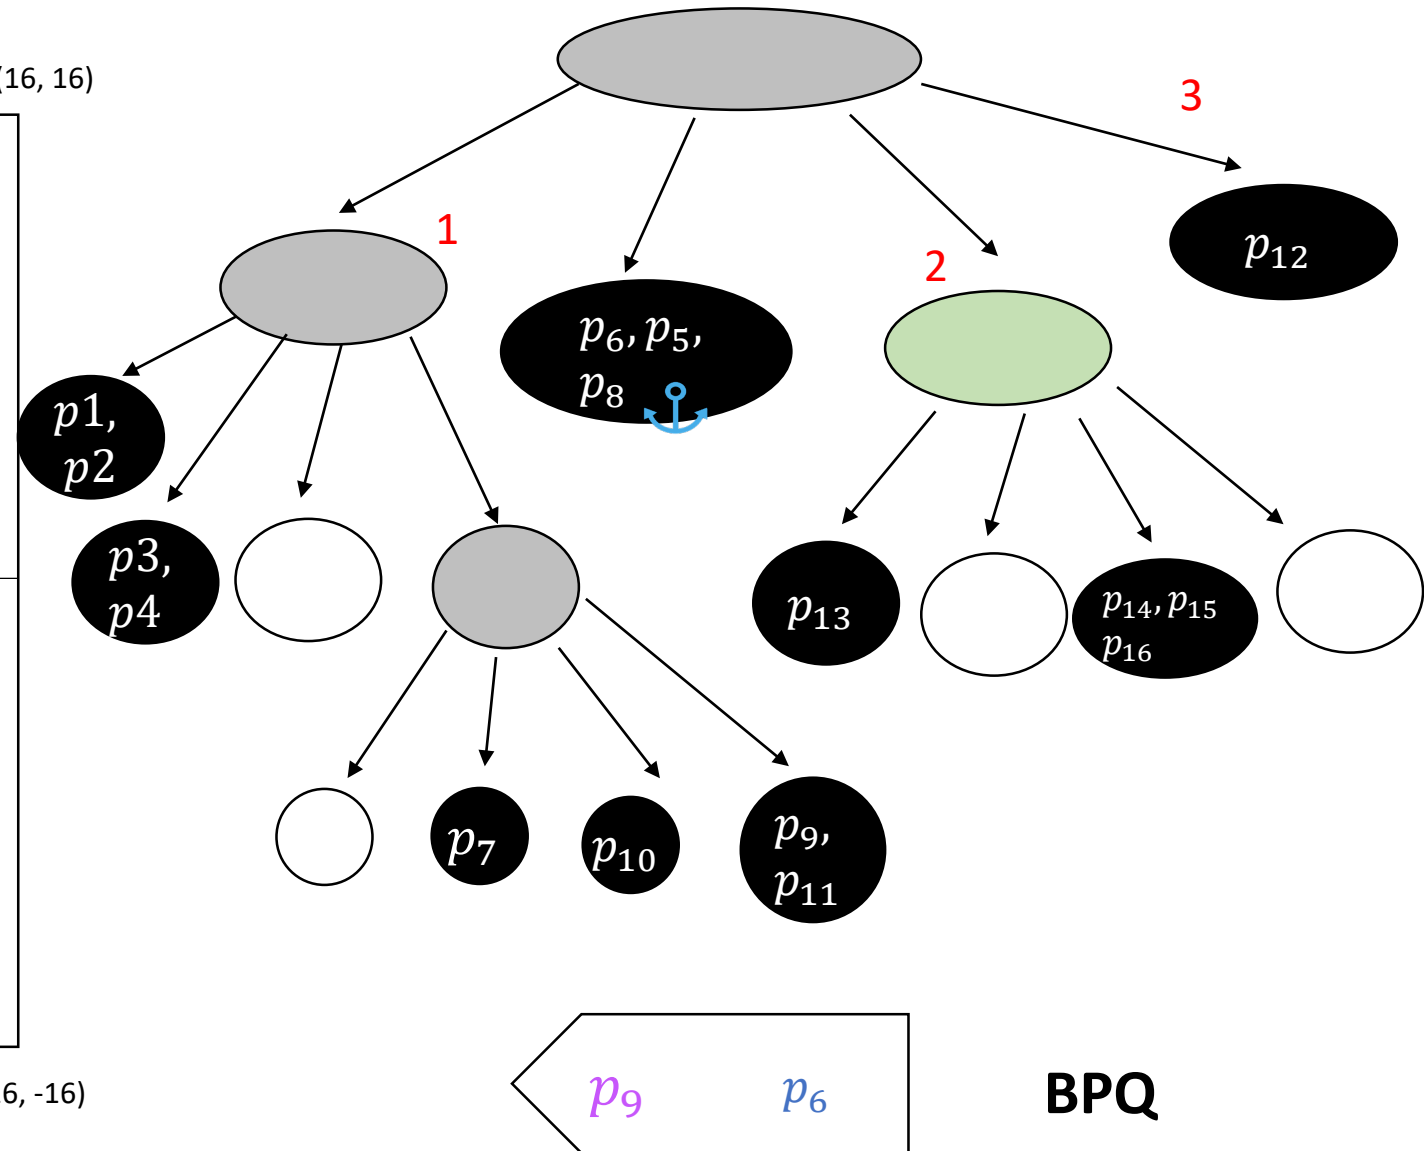 (16, 16)
3
1
p₁₂
2
p₆, p₅,
p₈
p1,
p2
p3,
p4
p₁₃
p₁₄, p₁₅
p₁₆
p₇
p₁₀
p₉,
p₁₁
6, -16)
p₉ p₆
BPQ